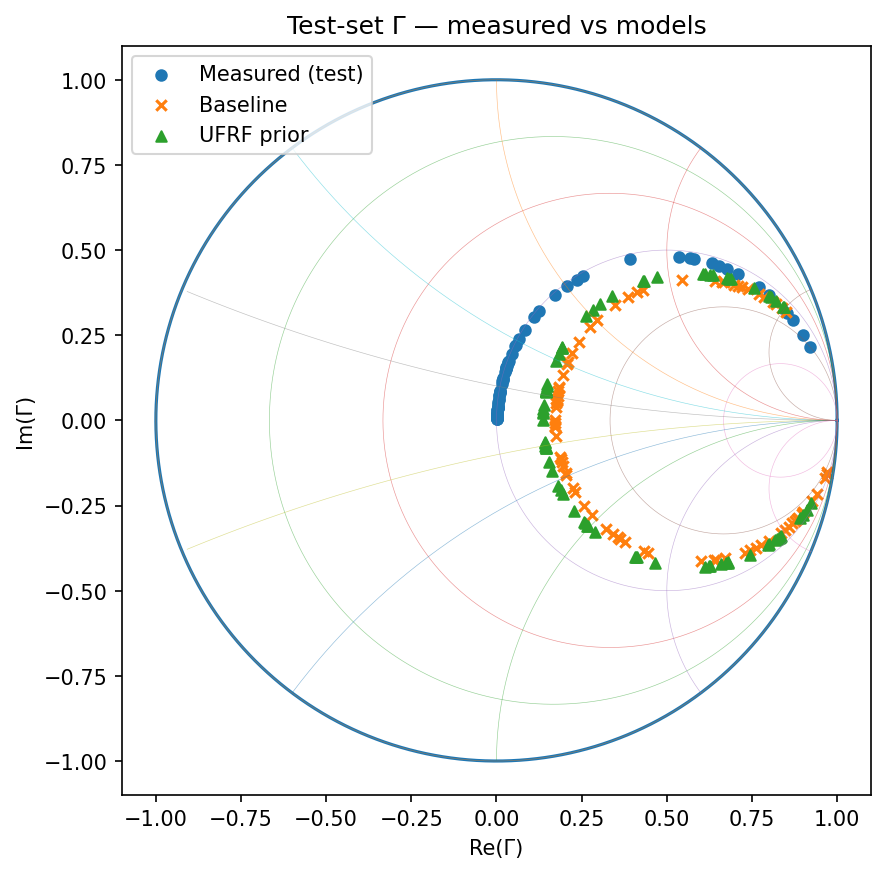 Test-set Γ — measured vs models
Measured (test)
Baseline
UFRF prior
1.00
0.75
0.50
0.25
0.00
−0.25
−0.50
−0.75
−1.00
Im(Γ)
−1.00 −0.75 −0.50 −0.25 0.00 0.25 0.50 0.75 1.00
Re(Γ)